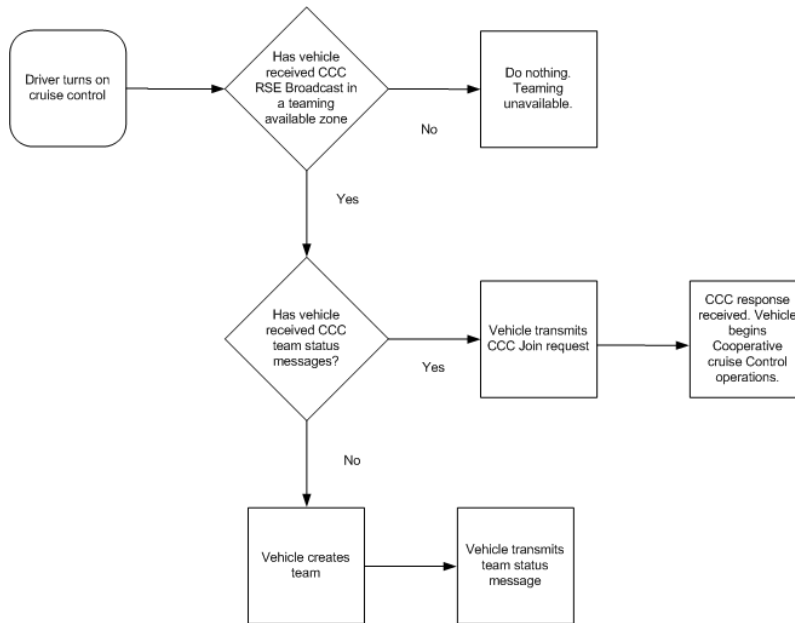 Driver turns on
cruise control
Has vehicle
received CCC
RSE Broadcast in
a teaming
available zone
Do nothing.
Teaming
unavailable.
No
Yes
Has vehicle
received CCC
team status
messages?
Vehicle transmits
CCC Join request
CCC response
received. Vehicle
begins
Cooperative
cruise Control
operations.
Yes
No
Vehicle creates
team
Vehicle transmits
team status
message